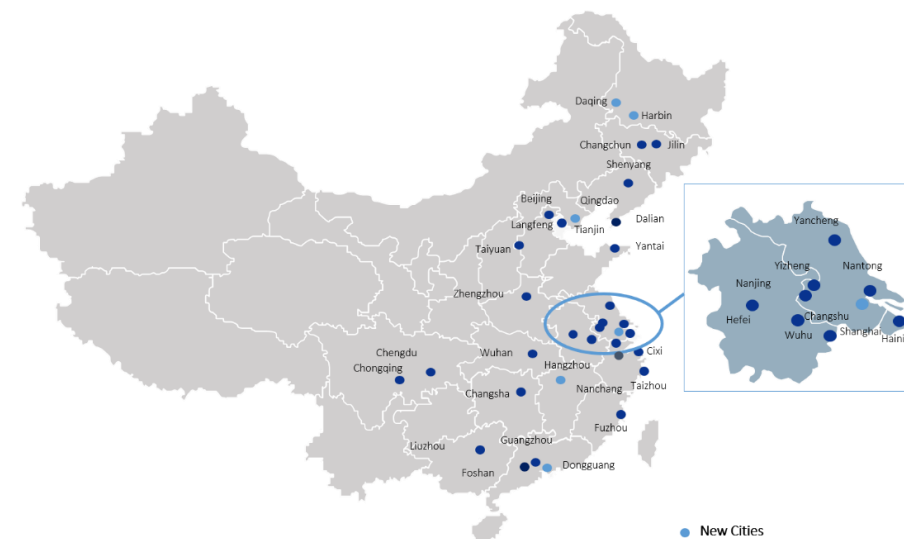 Daqing
Harbin
Changchun
Jilin
Shenyang
Beijing
Qingdao
Langfeng
Tianjin
Dalian
Taiyuan
Yantai
Zhengzhou
Yancheng
Yizheng
Nantong
Nanjing
Hefei
Changshu
Wuhu
Shanghai
Haini
Chengdu
Wuhan
Hangzhou
Cixi
Chongqing
Changsha
Nanchang
Taizhou
Fuzhou
Liuzhou
Guangzhou
Foshan
Dongguang
New Cities